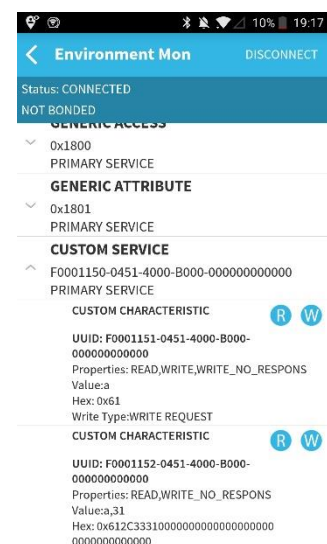 10% 19:17
Environment Mon DISCONNECT
Status: CONNECTED
NOT BONDED
GENERIC ACCESS
0x1800
PRIMARY SERVICE
GENERIC ATTRIBUTE
0x1801
PRIMARY SERVICE
CUSTOM SERVICE
F0001150-0451-4000-B000-000000000000
PRIMARY SERVICE
CUSTOM CHARACTERISTIC R W
UUID: F0001151-0451-4000-B000-
000000000000
Properties: READ,WRITE,WRITE_NO_RESPONS
Value:a
Hex: 0x61
Write Type:WRITE REQUEST
CUSTOM CHARACTERISTIC R W
UUID: F0001152-0451-4000-B000-
000000000000
Properties: READ,WRITE_NO_RESPONS
Value:a,31
Hex: 0x612C33310000000000000000000
0000000000000